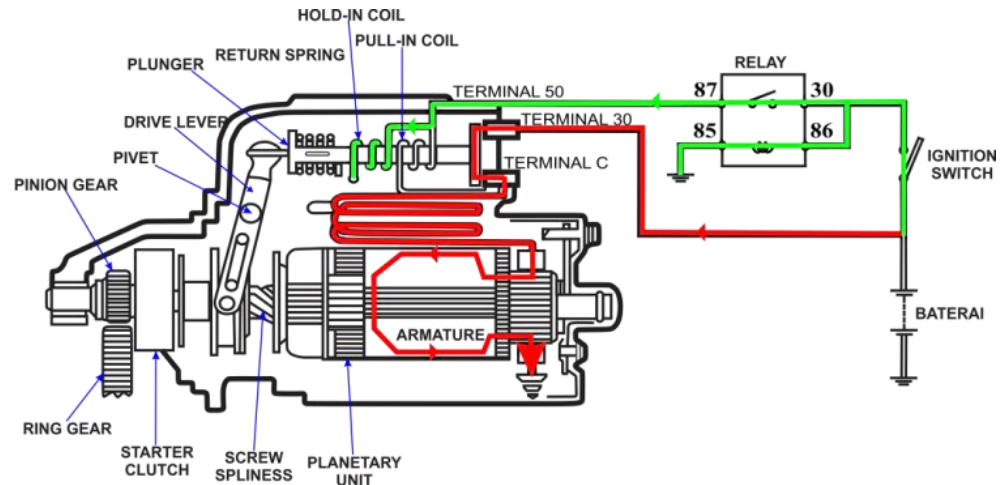 HOLD-IN COIL
PULL-IN COIL
RETURN SPRING
PLUNGER
RELAY
TERMINAL 50
87
30
DRIVE LEVER
TERMINAL 30
85
86
PIVET
TERMINAL C
IGNITION
SWITCH
PINION GEAR
BATERAI
ARMATURE
RING GEAR
STARTER
CLUTCH
SCREW
SPLINESS
PLANETARY
UNIT